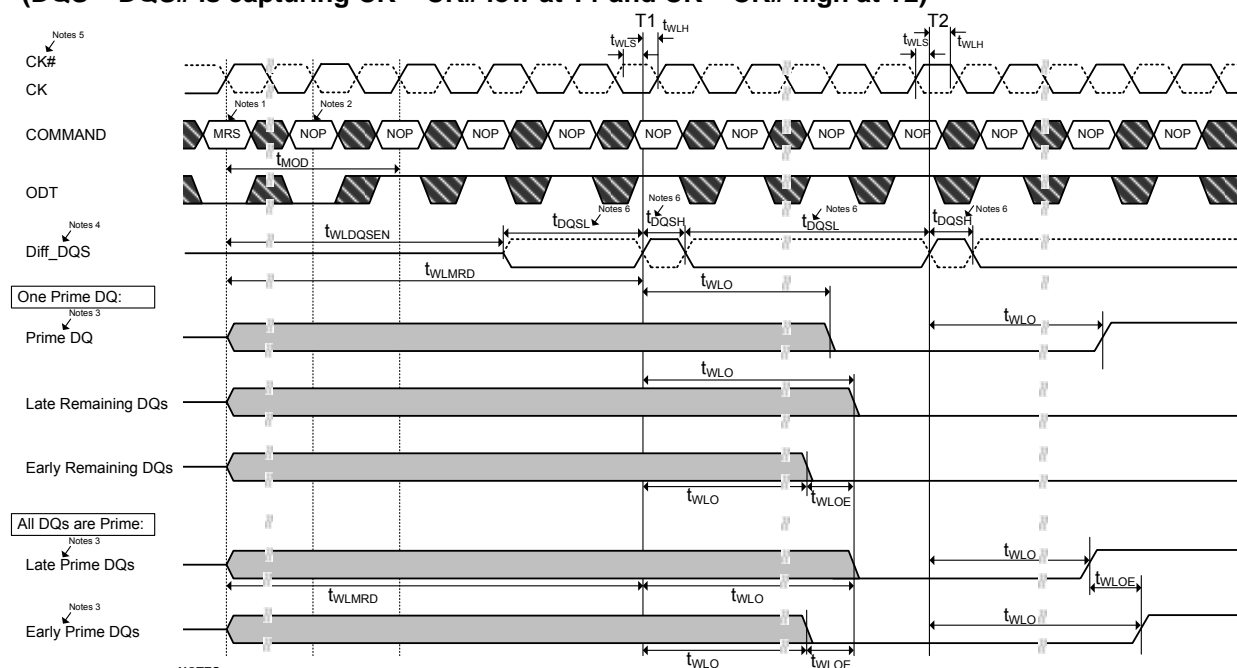 (DQS – DQS# is capturing CK – CK# low at T1 and CK – CK# high at T2)
T1 T2
tWLS tWLH tWLS tWLH
Notes 5
CK#
CK
Notes 1 Notes 2
COMMAND MRS NOP NOP NOP NOP NOP NOP NOP NOP NOP NOP NOP
tMOD
ODT
Notes 6 Notes 6 Notes 6 Notes 6
Notes 4
tWLDQSEN tDQSL tDQSH tDQSL tDQSH
Diff_DQS
tWLMRD
One Prime DQ:
tWLO tWLO
Notes 3
Prime DQ
tWLO
Late Remaining DQs
Early Remaining DQs
tWLO tWLOE
All DQs are Prime:
Notes 3
Late Prime DQs
tWLO
tWLOE
tWLMRD tWLO
Notes 3
Early Prime DQs
tWLO
tWLO tWLOE